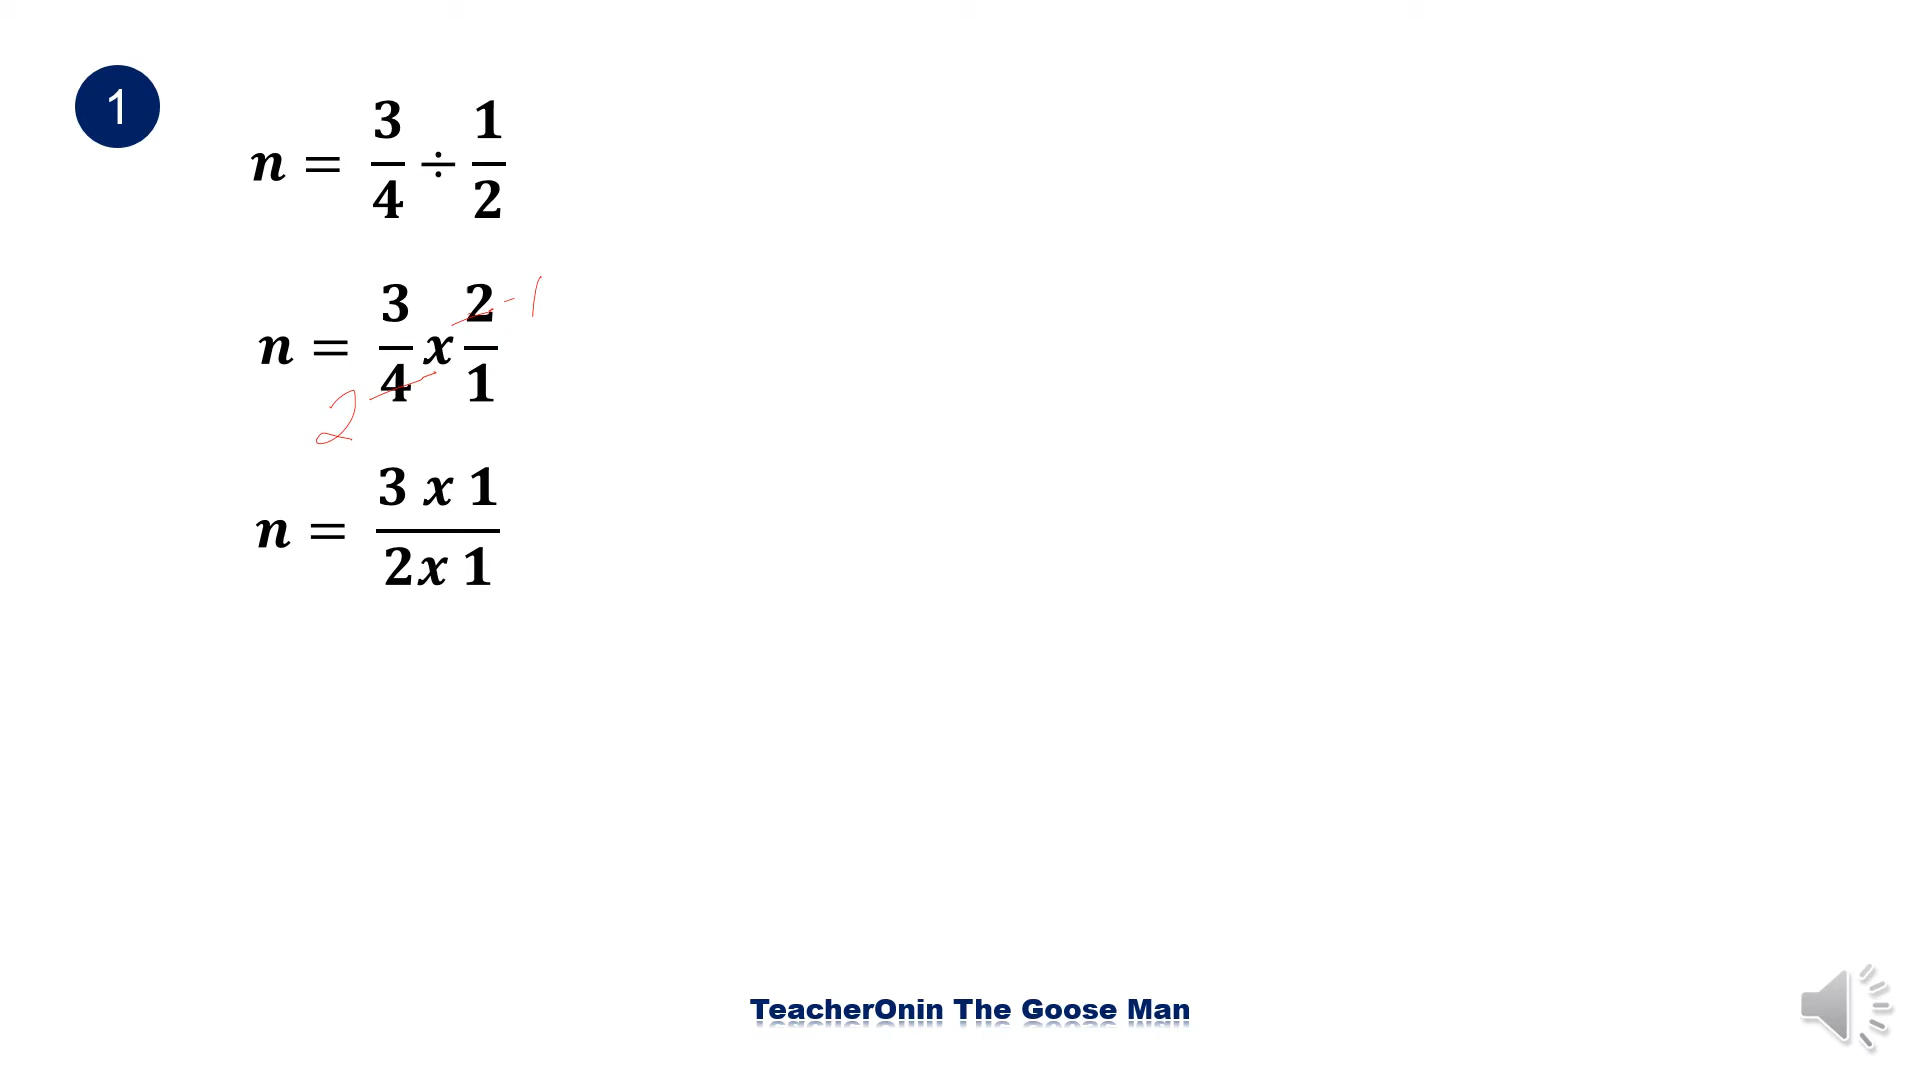 1
n = 3/4 ÷ 1/2
n = 3/4 x 2/1
1
2
n = 3 x 1 / 2 x 1
TeacherOnin The Goose Man